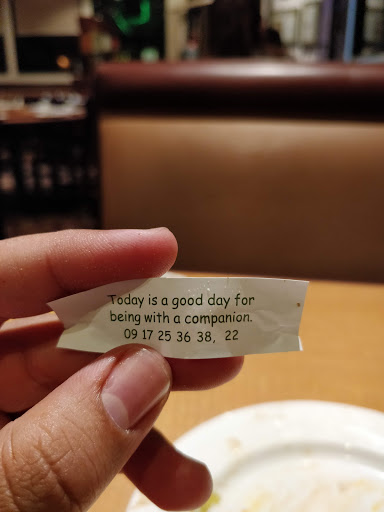 Today is a good day for
being with a companion.
09 17 25 36 38, 22